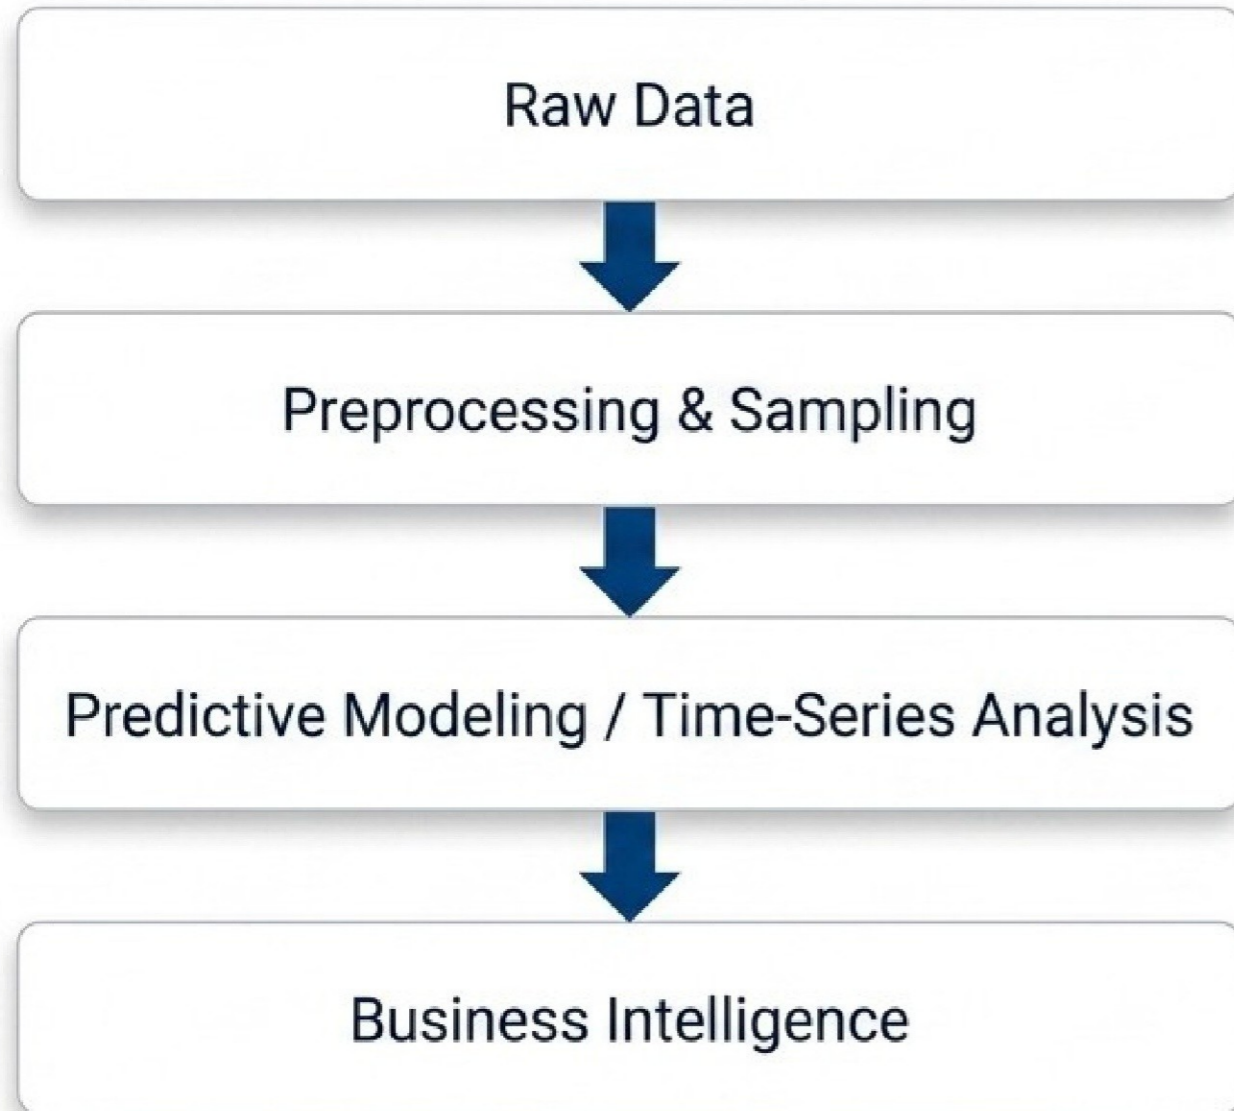 Raw Data
Preprocessing & Sampling
Predictive Modeling / Time-Series Analysis
Business Intelligence